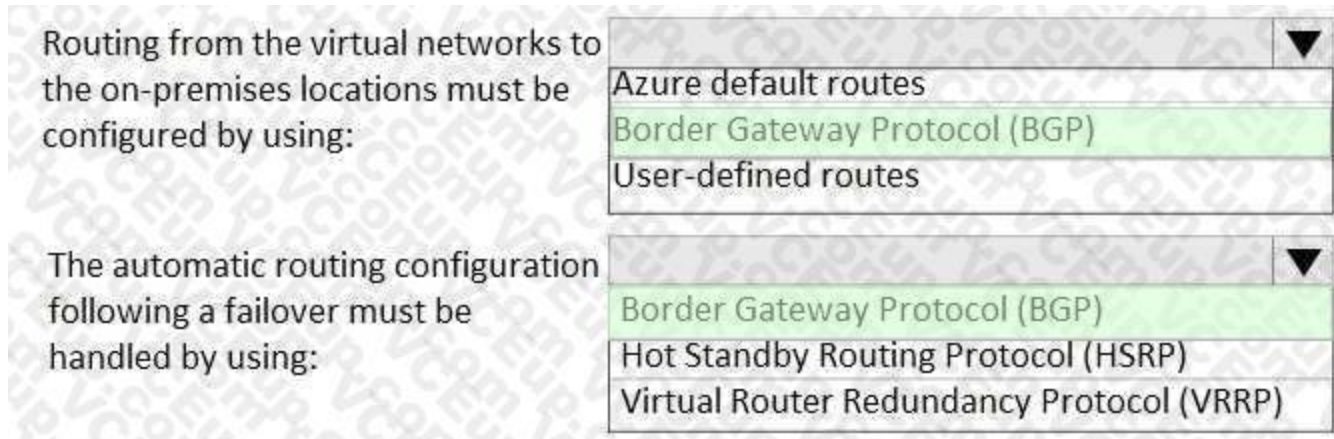 Routing from the virtual networks to
the on-premises locations must be
configured by using:
Azure default routes
Border Gateway Protocol (BGP)
User-defined routes
The automatic routing configuration
following a failover must be
handled by using:
Border Gateway Protocol (BGP)
Hot Standby Routing Protocol (HSRP)
Virtual Router Redundancy Protocol (VRRP)